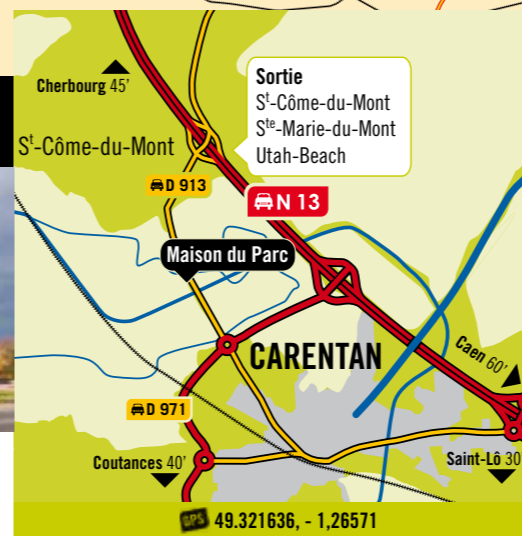 Cherbourg 45'
Sortie
St-Côme-du-Mont
Ste-Marie-du-Mont
Utah-Beach
St-Côme-du-Mont
D 913
N 13
Maison du Parc
CARENTAN
Caen 60'
D 971
Coutances 40'
Saint-Lô 30
GPS 49.321636, - 1,26571